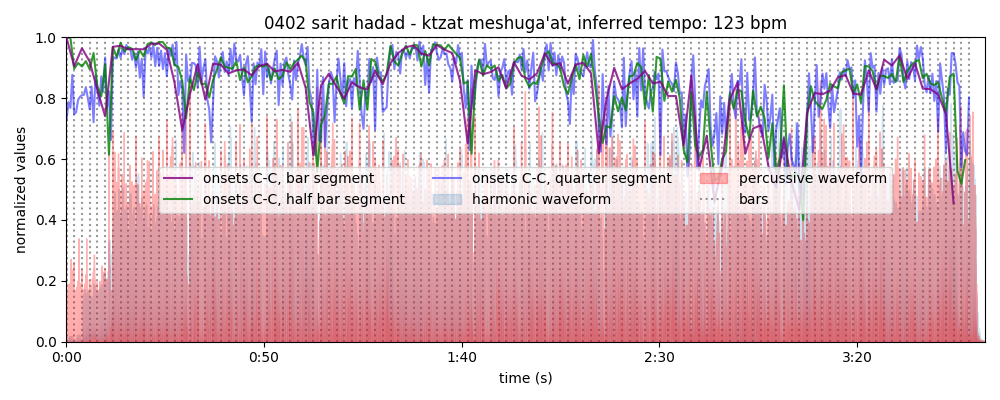 0402 sarit hadad - ktzat meshuga'at, inferred tempo: 123 bpm
1.0
0.8
0.6
0.4
0.2
0.0
normalized values
onsets C-C, bar segment
onsets C-C, half bar segment
onsets C-C, quarter segment
harmonic waveform
percussive waveform
bars
0:00 0:50 1:40 2:30 3:20
time (s)